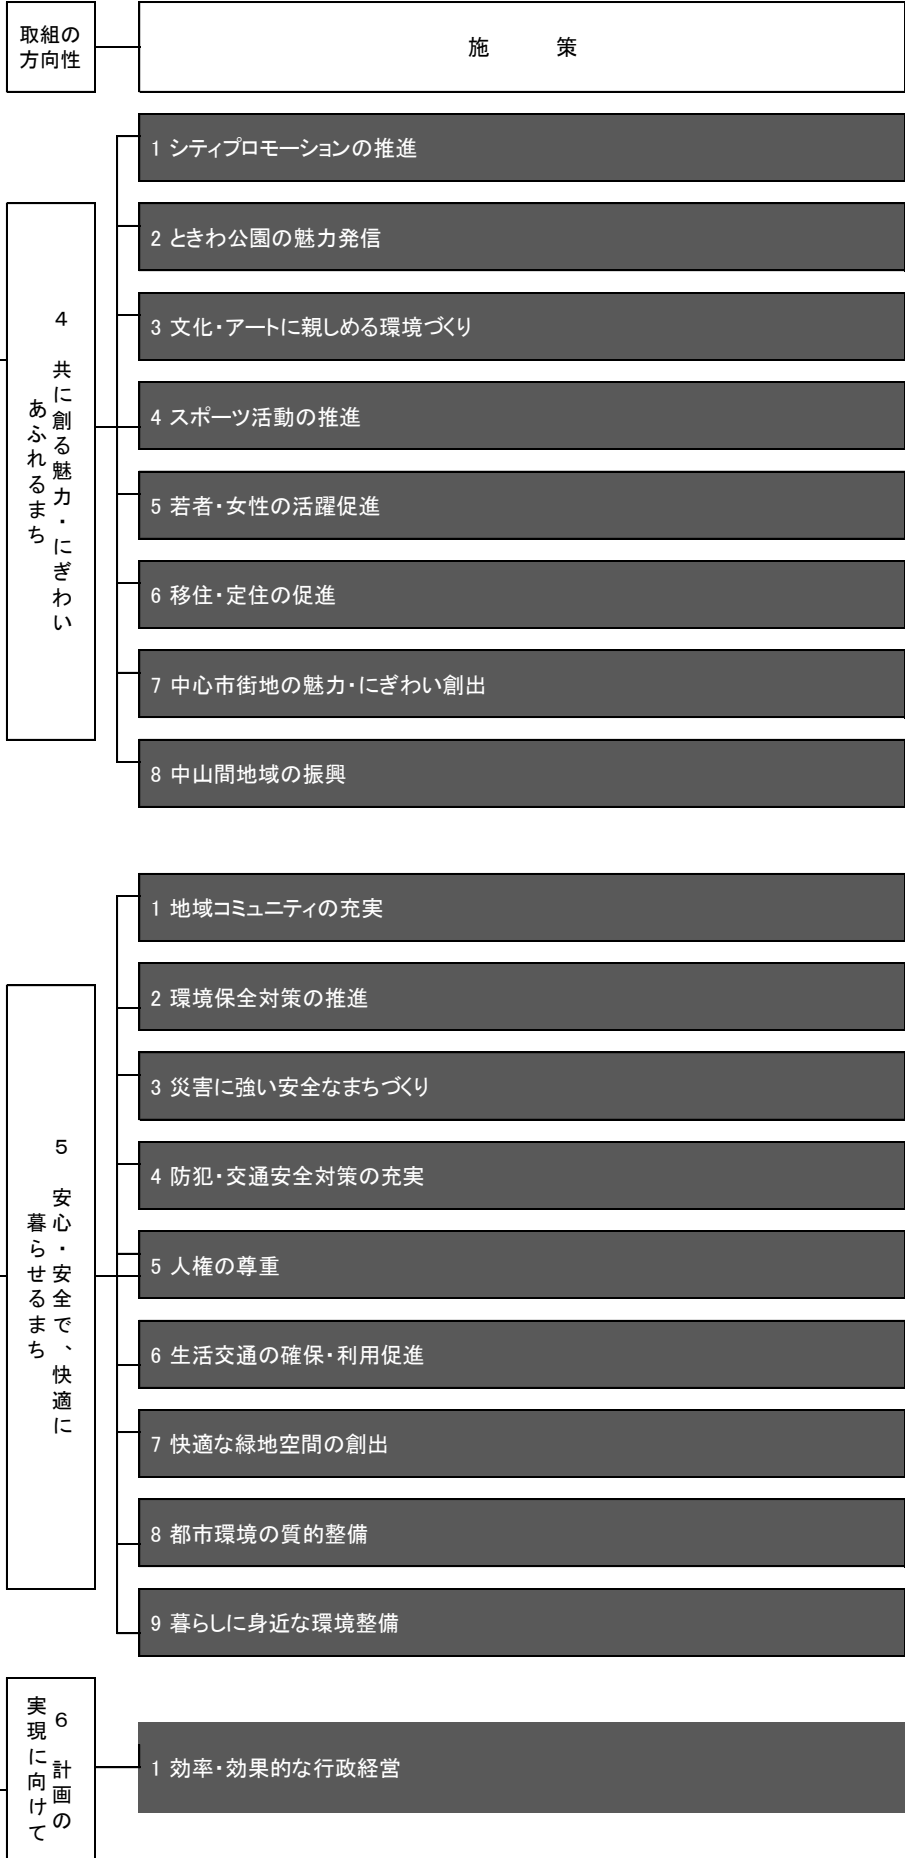 取組の
方向性
施　　　策
４　共に創る魅力・にぎわい
あふれるまち
1 シティプロモーションの推進
2 ときわ公園の魅力発信
3 文化・アートに親しめる環境づくり
4 スポーツ活動の推進
5 若者・女性の活躍促進
6 移住・定住の促進
7 中心市街地の魅力・にぎわい創出
8 中山間地域の振興
５　安心・安全で、快適に
暮らせるまち
1 地域コミュニティの充実
2 環境保全対策の推進
3 災害に強い安全なまちづくり
4 防犯・交通安全対策の充実
5 人権の尊重
6 生活交通の確保・利用促進
7 快適な緑地空間の創出
8 都市環境の質的整備
9 暮らしに身近な環境整備
６　計画の
実現に向けて
1 効率・効果的な行政経営